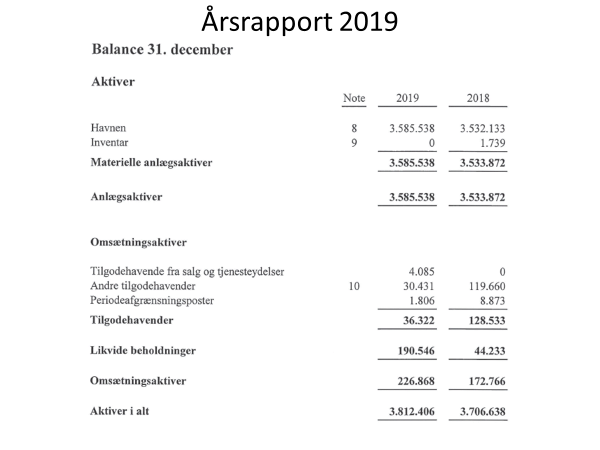 Årsrapport 2019
Balance 31. december
Aktiver
Note 2019 2018
Havnen 8 3.585.538 3.532.133
Inventar 9 0 1.739
Materielle anlægsaktiver 3.585.538 3.533.872
Anlægsaktiver 3.585.538 3.533.872
Omsætningsaktiver
Tilgodehavende fra salg og tjenesteydelser 4.085 0
Andre tilgodehavender 10 30.431 119.660
Periodeafgrænsningsposter 1.806 8.873
Tilgodehavender 36.322 128.533
Likvide beholdninger 190.546 44.233
Omsætningsaktiver 226.868 172.766
Aktiver i alt 3.812.406 3.706.638